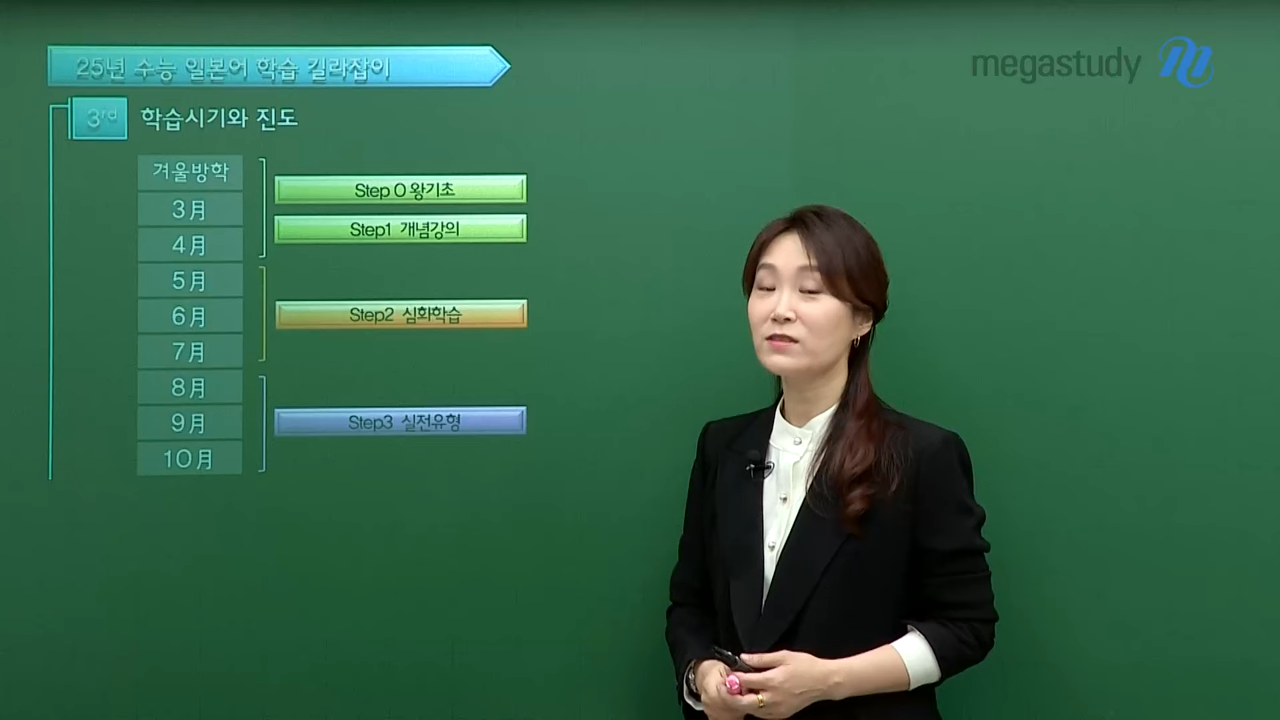 25년 수능 일본어 학습 길라잡이
megastudy
3rd 학습시기와 진도
겨울방학
3月
4月
5月
6月
7月
8月
9月
10月
Step 0 왕기초
Step1 개념강의
Step2 심화학습
Step3 실전유형